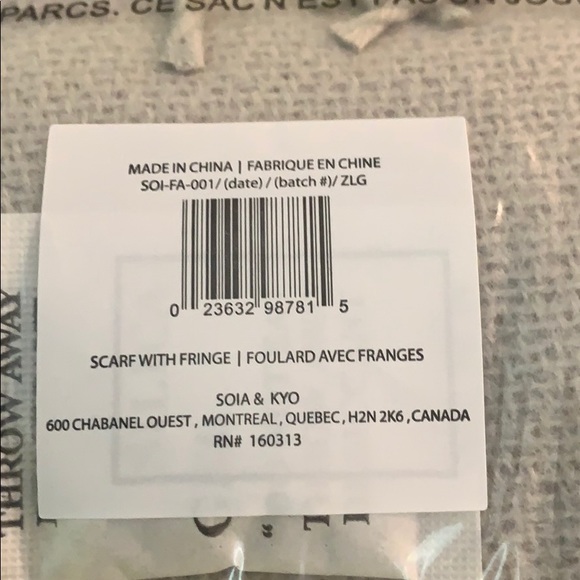 PARCS. CE SAC N'EST PAS UN
MADE IN CHINA | FABRIQUE EN CHINE
SOI-FA-001/ (date) / (batch #)/ ZLG
0 23632 98781 5
SCARF WITH FRINGE | FOULARD AVEC FRANGES
SOIA & KYO
600 CHABANEL OUEST , MONTREAL, QUEBEC, H2N 2K6 , CANADA
RN# 160313
THROW AWAY